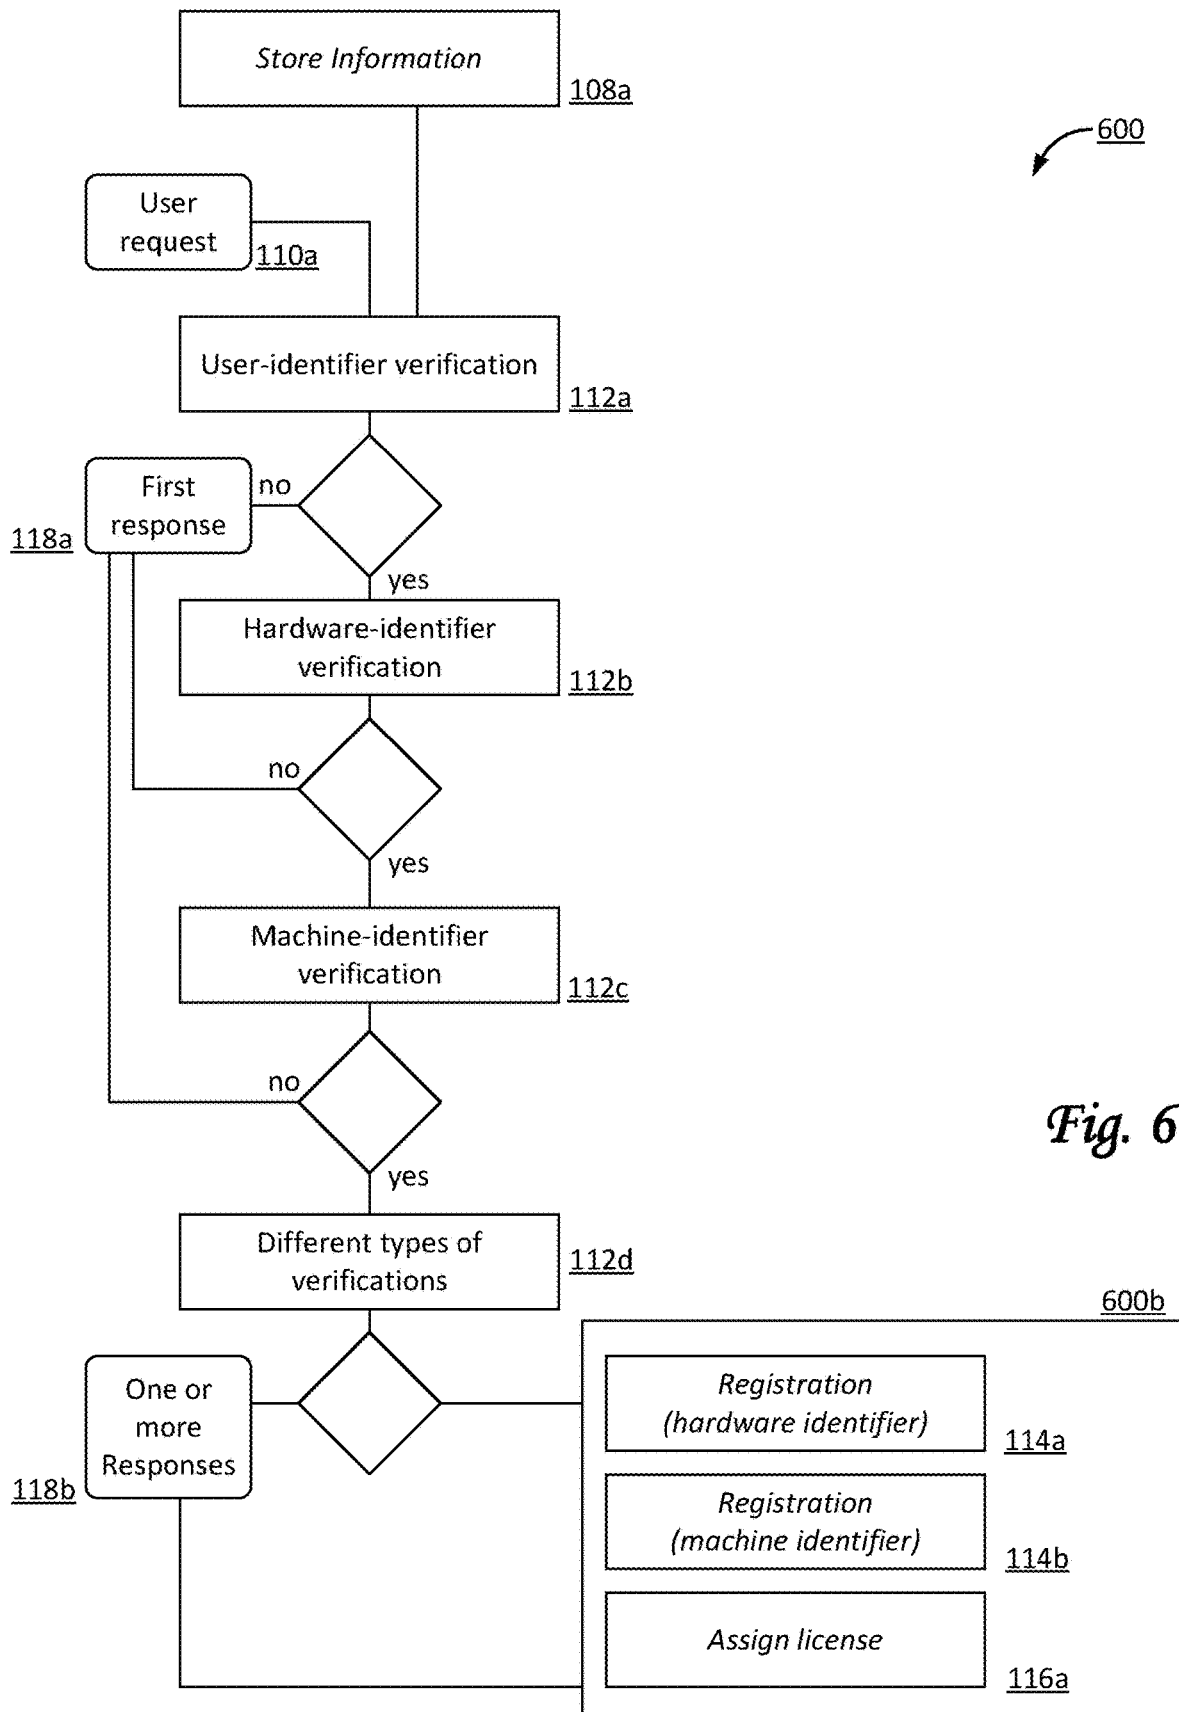 Store Information
108a
600
User
request
110a
User-identifier verification
112a
First
response
no
118a
yes
Hardware-identifier
verification
112b
no
yes
Machine-identifier
verification
112c
no
Fig. 6
yes
Different types of
verifications
112d
600b
One or
more
Responses
118b
Registration
(hardware identifier)
114a
Registration
(machine identifier)
114b
Assign license
116a